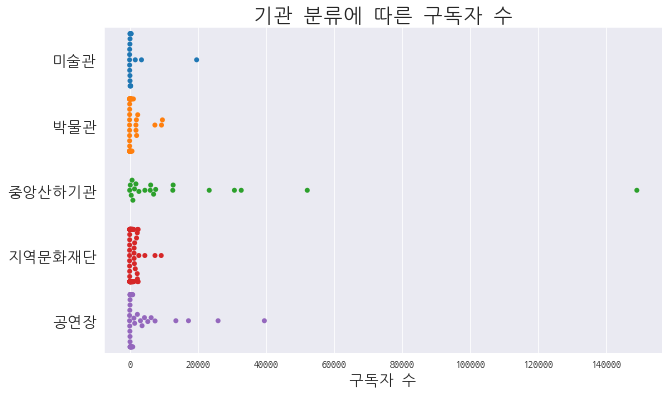 기관 분류에 따른 구독자 수
미술관
박물관
중앙산하기관
지역문화재단
공연장
0 20000 40000 60000 80000 100000 120000 140000
구독자 수